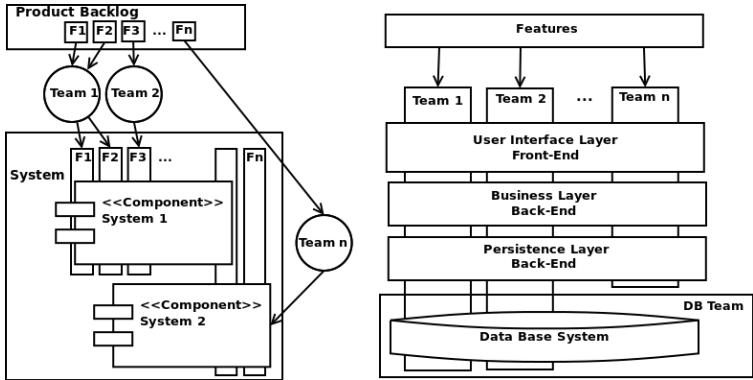 Product Backlog
F1 F2 F3 ... Fn
Team 1 Team 2
System
F1 F2 F3 ... Fn
<<Component>>
System 1
Team n
<<Component>>
System 2
Features
Team 1 Team 2 ... Team n
User Interface Layer
Front-End
Business Layer
Back-End
Persistence Layer
Back-End
DB Team
Data Base System